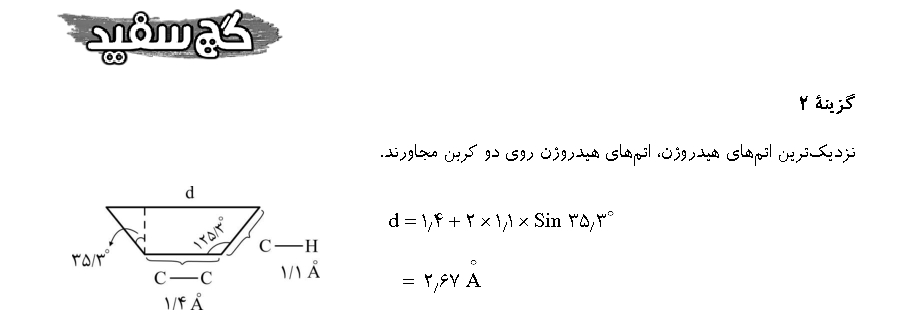 گچ سفید
گزینهٔ ۲
نزدیک‌ترین اتم‌های هیدروژن، اتم‌های هیدروژن روی دو کربن مجاورند.
d = ۱٫۴ + ۲ × ۱٫۱ × Sin ۳۵٫۳°
= ۲٫۶۷ Å
d
۱۲۵/۳°
۳۵/۳°
C—H
۱/۱ Å
C—C
۱/۴ Å